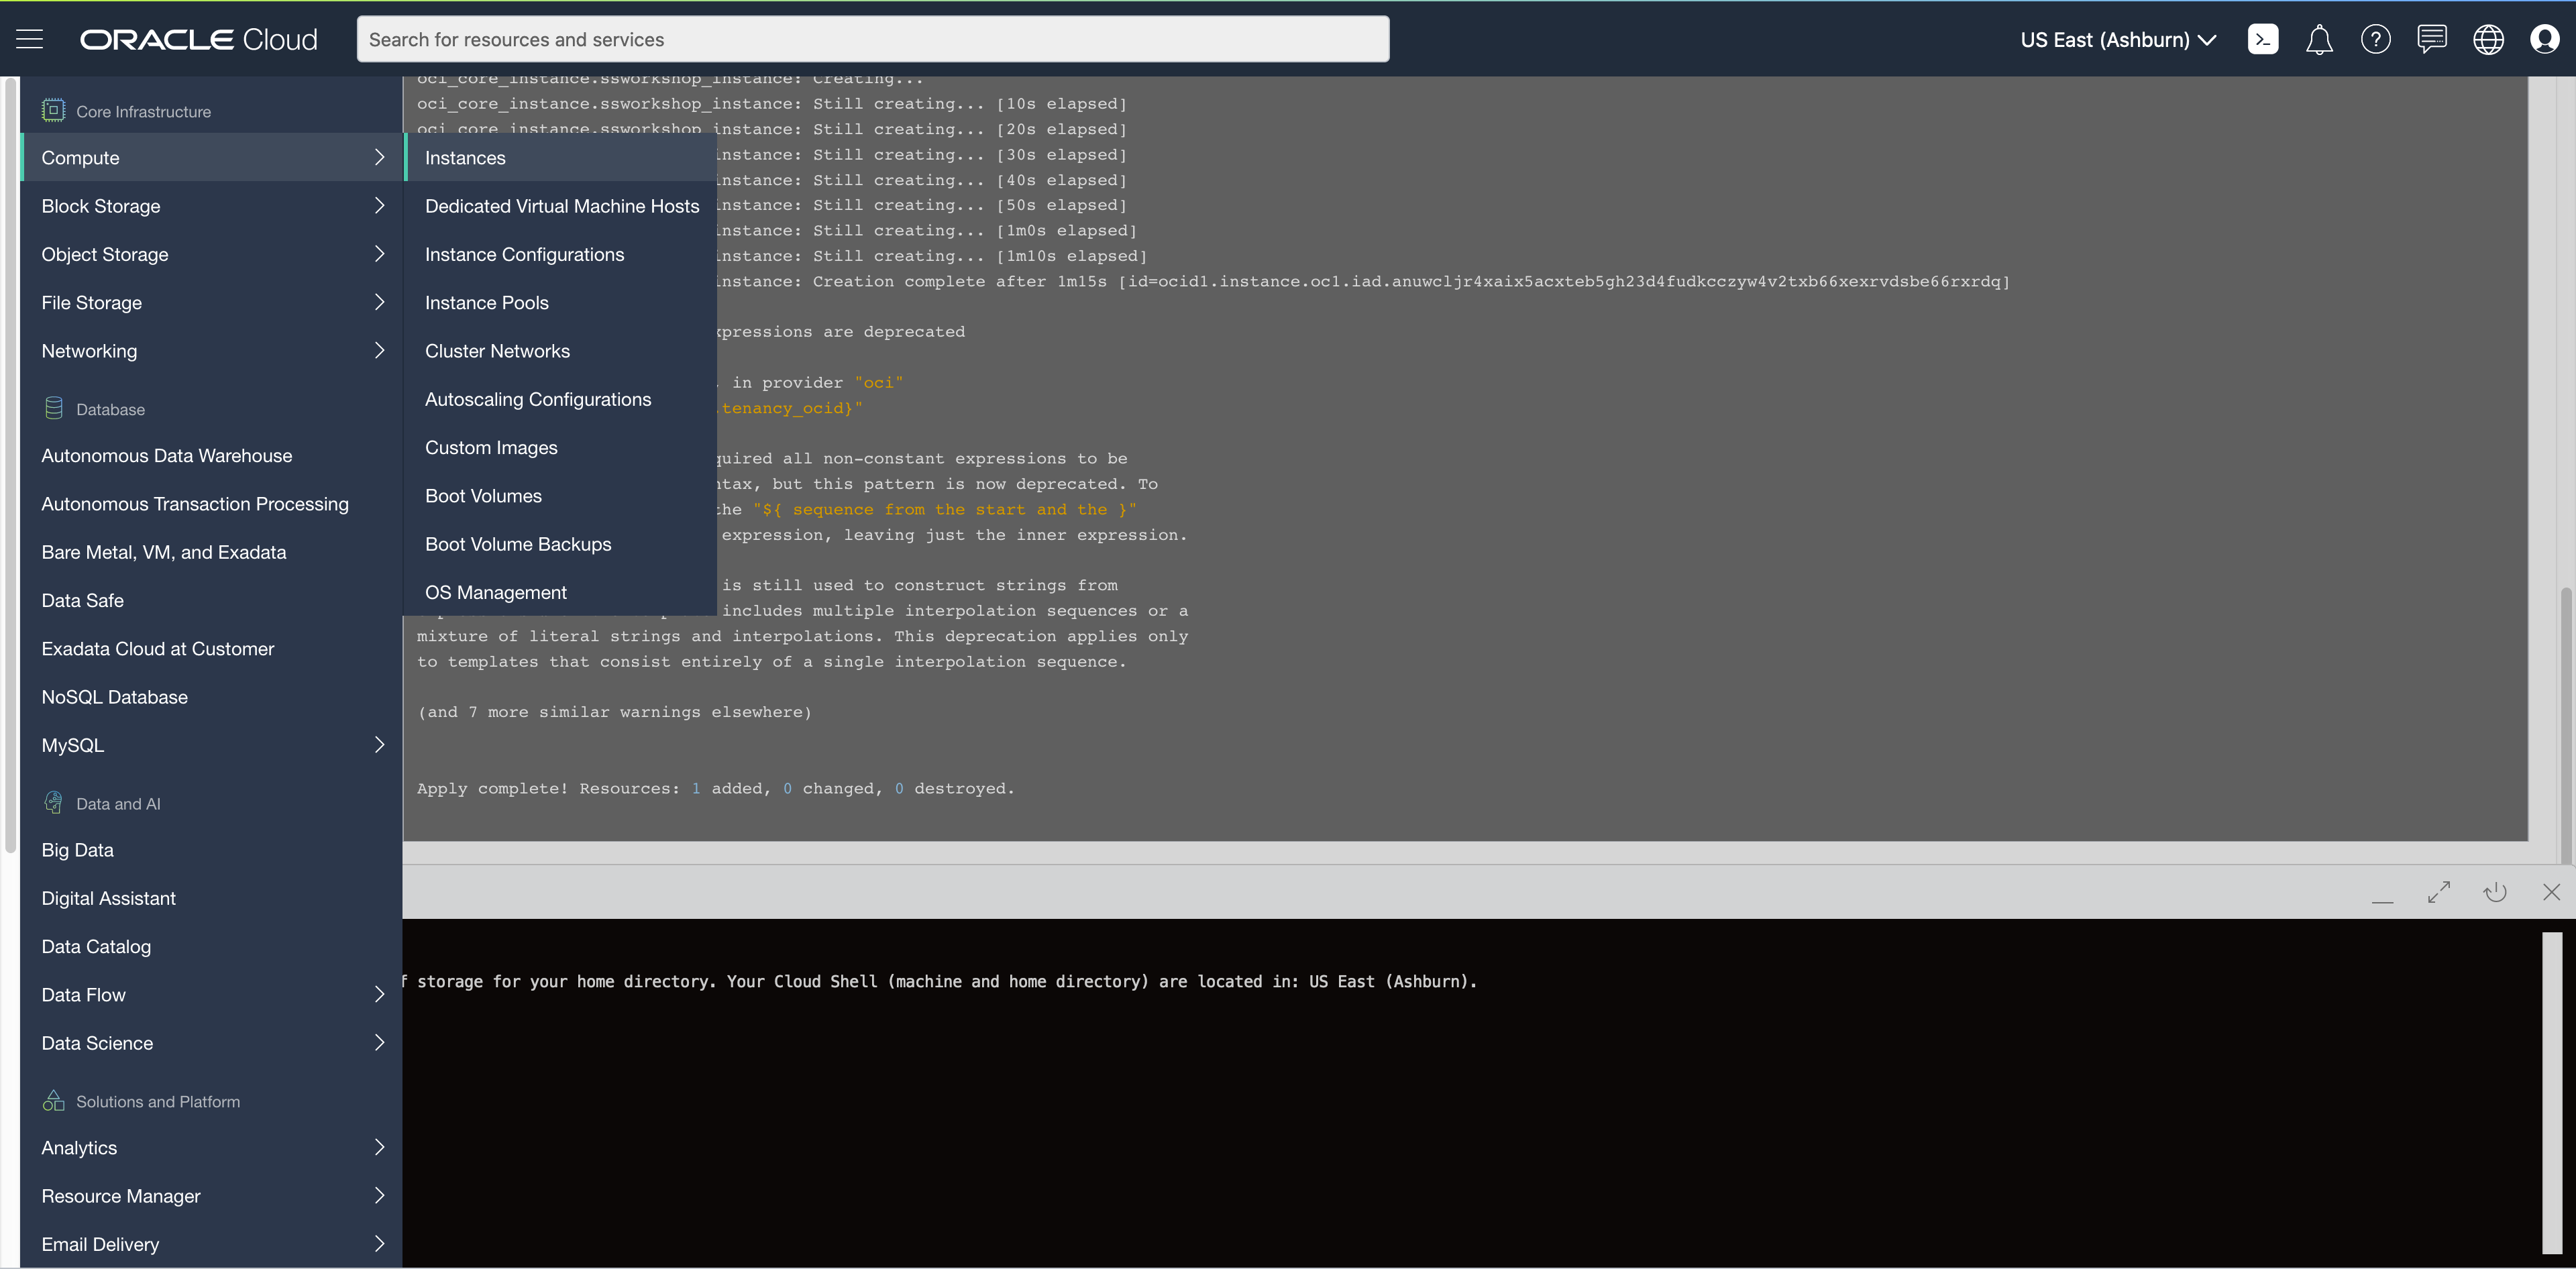 ORACLE Cloud
Search for resources and services
US East (Ashburn)
Core Infrastructure
Compute
Block Storage
Object Storage
File Storage
Networking
Database
Autonomous Data Warehouse
Autonomous Transaction Processing
Bare Metal, VM, and Exadata
Data Safe
Exadata Cloud at Customer
NoSQL Database
MySQL
Data and AI
Big Data
Digital Assistant
Data Catalog
Data Flow
Data Science
Solutions and Platform
Analytics
Resource Manager
Email Delivery
Instances
Dedicated Virtual Machine Hosts
Instance Configurations
Instance Pools
Cluster Networks
Autoscaling Configurations
Custom Images
Boot Volumes
Boot Volume Backups
OS Management
oci_core_instance.ssworkshop_instance: Creating...
oci_core_instance.ssworkshop_instance: Still creating... [10s elapsed]
oci_core_instance.ssworkshop_instance: Still creating... [20s elapsed]
instance: Still creating... [30s elapsed]
instance: Still creating... [40s elapsed]
instance: Still creating... [50s elapsed]
instance: Still creating... [1m0s elapsed]
instance: Still creating... [1m10s elapsed]
instance: Creation complete after 1m15s [id=ocid1.instance.oc1.iad.anuwcljr4xaix5acxteb5gh23d4fudkcczyw4v2txb66xexrvdsbe66rxrdq]
xpressions are deprecated
, in provider "oci"
.tenancy_ocid}"
quired all non-constant expressions to be
ntax, but this pattern is now deprecated. To
the "${ sequence from the start and the }"
expression, leaving just the inner expression.
is still used to construct strings from
includes multiple interpolation sequences or a
mixture of literal strings and interpolations. This deprecation applies only
to templates that consist entirely of a single interpolation sequence.
(and 7 more similar warnings elsewhere)
Apply complete! Resources: 1 added, 0 changed, 0 destroyed.
f storage for your home directory. Your Cloud Shell (machine and home directory) are located in: US East (Ashburn).